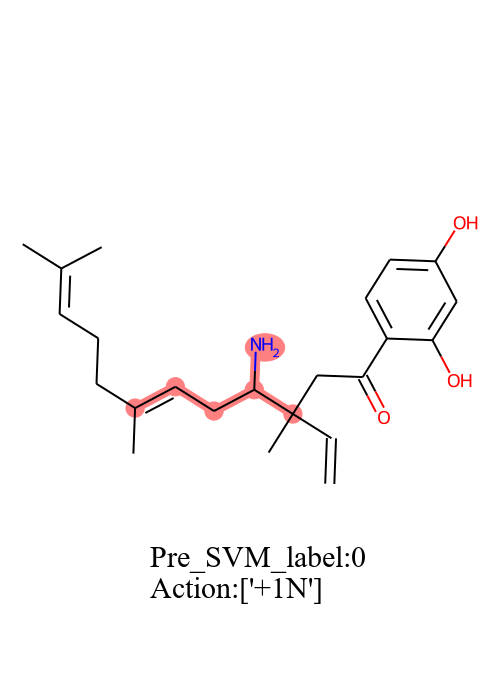 OH
NH2
OH
O
Pre_SVM_label:0
Action:['+1N']